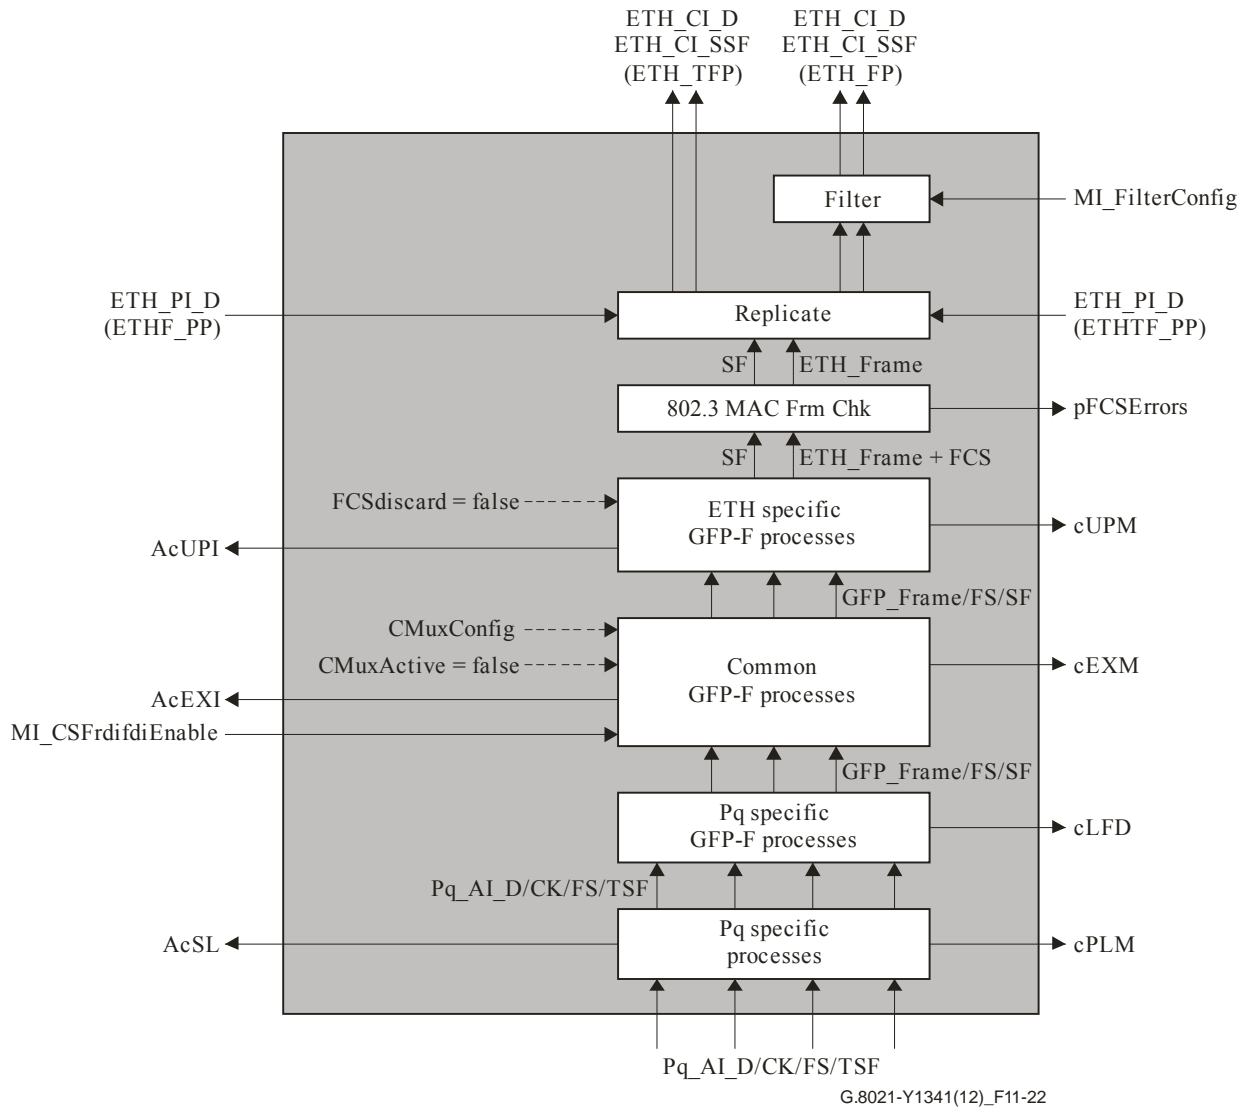 ETH_CI_D
ETH_CI_SSF
(ETH_TFP)
ETH_CI_D
ETH_CI_SSF
(ETH_FP)
Filter
MI_FilterConfig
ETH_PI_D
(ETHF_PP)
Replicate
ETH_PI_D
(ETHTF_PP)
SF
ETH_Frame
802.3 MAC Frm Chk
pFCSErrors
SF
ETH_Frame + FCS
FCSdiscard = false
ETH specific
GFP-F processes
cUPM
AcUPI
GFP_Frame/FS/SF
CMuxConfig
CMuxActive = false
Common
GFP-F processes
cEXM
AcEXI
MI_CSFrdifdiEnable
GFP_Frame/FS/SF
Pq specific
GFP-F processes
cLFD
Pq_AI_D/CK/FS/TSF
AcSL
Pq specific
processes
cPLM
Pq_AI_D/CK/FS/TSF
G.8021-Y1341(12)_F11-22